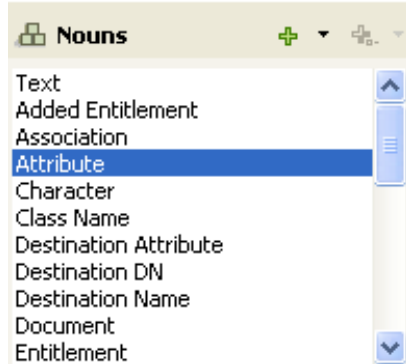 Nouns
Text
Added Entitlement
Association
Attribute
Character
Class Name
Destination Attribute
Destination DN
Destination Name
Document
Entitlement